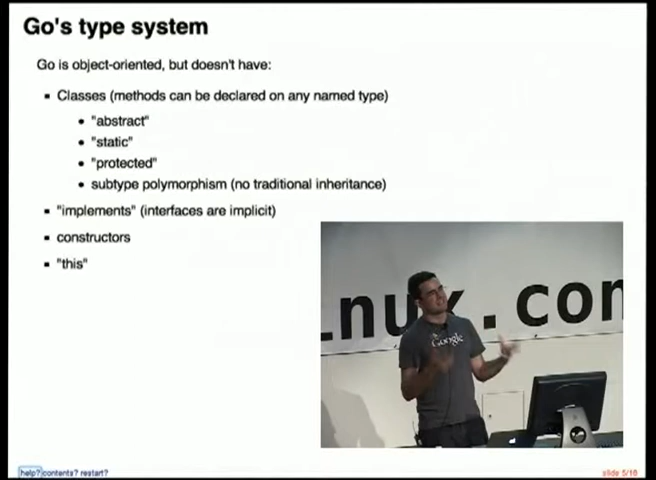 Go's type system
Go is object-oriented, but doesn't have:
Classes (methods can be declared on any named type)
"abstract"
"static"
"protected"
subtype polymorphism (no traditional inheritance)
"implements" (interfaces are implicit)
constructors
"this"
inux.con
Google
help? contents? restart?
slide 5/16